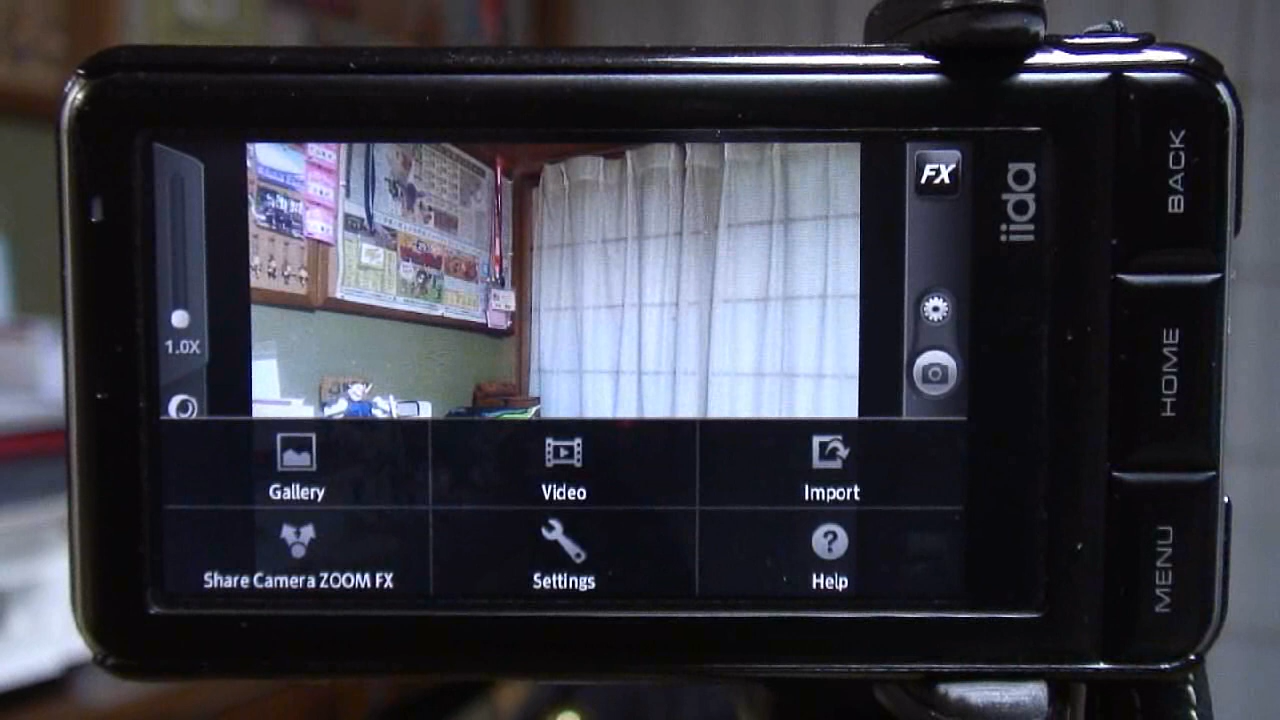 FX
iida
1.0X
Gallery
Video
Import
Share Camera ZOOM FX
Settings
Help
BACK
HOME
MENU